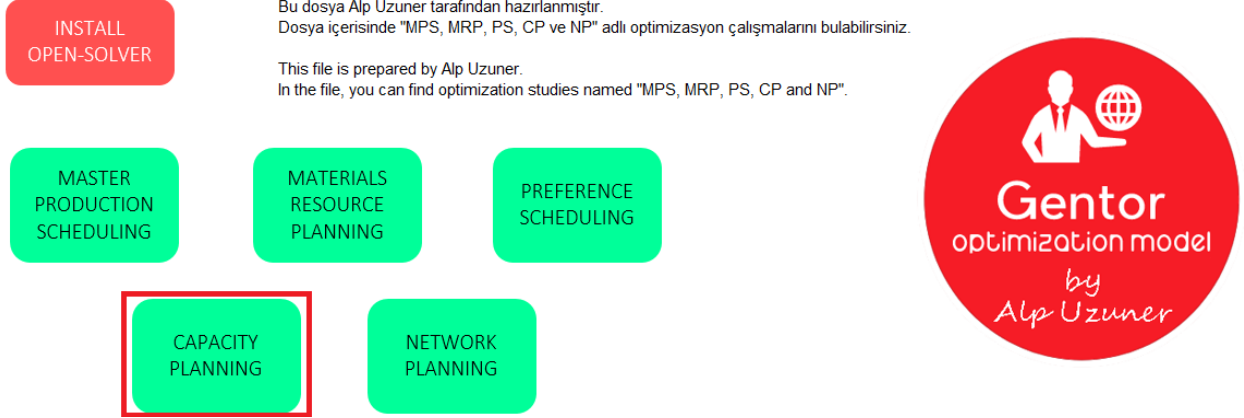 INSTALL
OPEN-SOLVER
Bu dosya Alp Uzuner tarafından hazırlanmıştır.
Dosya içerisinde "MPS, MRP, PS, CP ve NP" adlı optimizasyon çalışmalarını bulabilirsiniz.
This file is prepared by Alp Uzuner.
In the file, you can find optimization studies named "MPS, MRP, PS, CP and NP".
MASTER
PRODUCTION
SCHEDULING
MATERIALS
RESOURCE
PLANNING
PREFERENCE
SCHEDULING
CAPACITY
PLANNING
NETWORK
PLANNING
Gentor
optimization model
by
Alp Uzuner